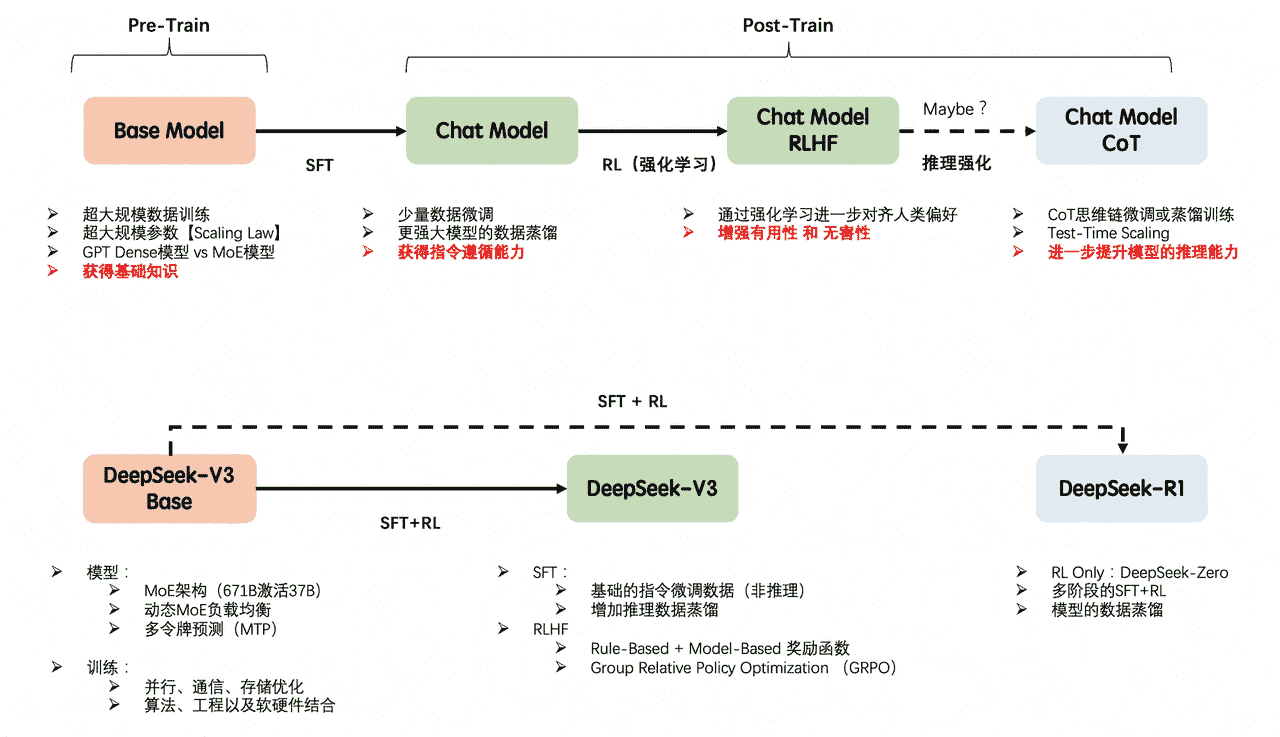 Pre-Train
Post-Train
Base Model
SFT
Chat Model
RL（强化学习）
Chat Model
RLHF
Maybe？
推理强化
Chat Model
CoT
超大规模数据训练
超大规模参数【Scaling Law】
GPT Dense模型 vs MoE模型
获得基础知识
少量数据微调
更强大模型的数据蒸馏
获得指令遵循能力
通过强化学习进一步对齐人类偏好
增强有用性 和 无害性
CoT思维链微调或蒸馏训练
Test-Time Scaling
进一步提升模型的推理能力
SFT + RL
DeepSeek-V3
Base
SFT+RL
DeepSeek-V3
DeepSeek-R1
模型：
MoE架构（671B激活37B）
动态MoE负载均衡
多令牌预测（MTP）
训练：
并行、通信、存储优化
算法、工程以及软硬件结合
SFT：
基础的指令微调数据（非推理）
增加推理数据蒸馏
RLHF
Rule-Based + Model-Based 奖励函数
Group Relative Policy Optimization （GRPO）
RL Only：DeepSeek-Zero
多阶段的SFT+RL
模型的数据蒸馏